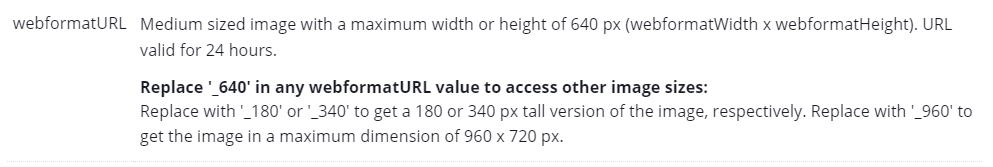 webformatURL Medium sized image with a maximum width or height of 640 px (webformatWidth x webformatHeight). URL
valid for 24 hours.
Replace '_640' in any webformatURL value to access other image sizes:
Replace with '_180' or '_340' to get a 180 or 340 px tall version of the image, respectively. Replace with '_960' to
get the image in a maximum dimension of 960 x 720 px.